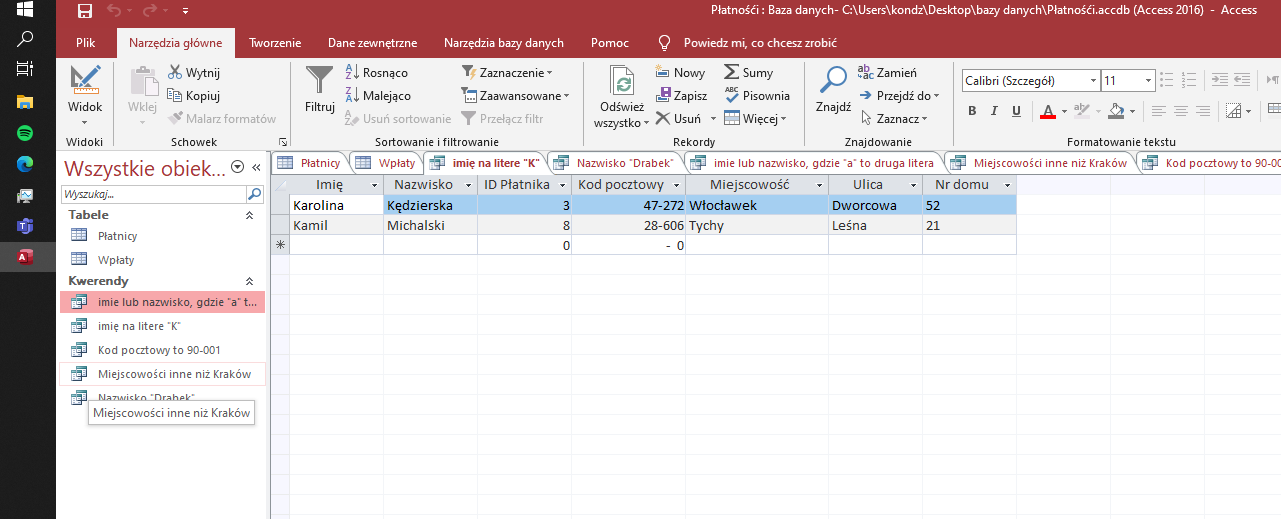 Płatnośći : Baza danych- C:\Users\kondz\Desktop\bazy danych\Płatnośći.accdb (Access 2016) - Access
Plik Narzędzia główne Tworzenie Dane zewnętrzne Narzędzia bazy danych Pomoc Powiedz mi, co chcesz zrobić
Widok
Widoki
Wklej
Wytnij
Kopiuj
Malarz formatów
Schowek
Filtruj
Rosnąco
Malejąco
Usuń sortowanie
Zaznaczenie
Zaawansowane
Przełącz filtr
Sortowanie i filtrowanie
Odśwież
wszystko
Nowy
Zapisz
Usuń
Sumy
Pisownia
Więcej
Rekordy
Znajdź
Zamień
Przejdź do
Zaznacz
Znajdowanie
Calibri (Szczegół) 11
B I U
Formatowanie tekstu
Wszystkie obiek...
Wyszukaj...
Tabele
Płatnicy
Wpłaty
Kwerendy
imie lub nazwisko, gdzie "a" t...
imię na litere "K"
Kod pocztowy to 90-001
Miejscowości inne niż Kraków
Nazwisko "Drabek"
Miejscowości inne niż Kraków
Płatnicy Wpłaty imię na litere "K" Nazwisko "Drabek" imie lub nazwisko, gdzie "a" to druga litera Miejscowości inne niż Kraków Kod pocztowy to 90-00
Imię Nazwisko ID Płatnika Kod pocztowy Miejscowość Ulica Nr domu
Karolina Kędzierska 3 47-272 Włocławek Dworcowa 52
Kamil Michalski 8 28-606 Tychy Leśna 21
0 - 0